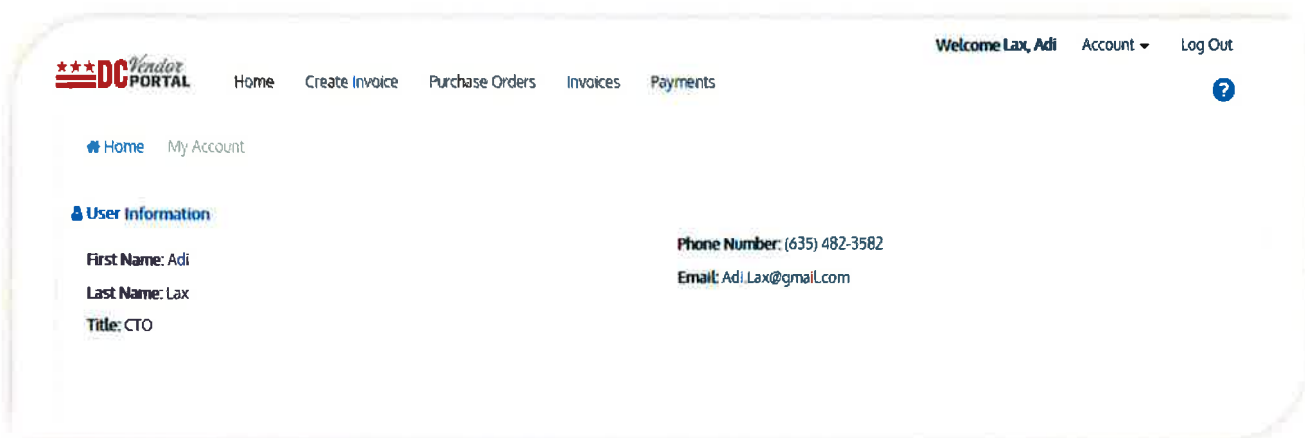 Welcome Lax, Adi Account Log Out
★★★DC Vendor PORTAL Home Create Invoice Purchase Orders Invoices Payments
?
Home My Account
User Information
Phone Number: (635) 482-3582
First Name: Adi
Email: Adi.Lax@gmail.com
Last Name: Lax
Title: CTO